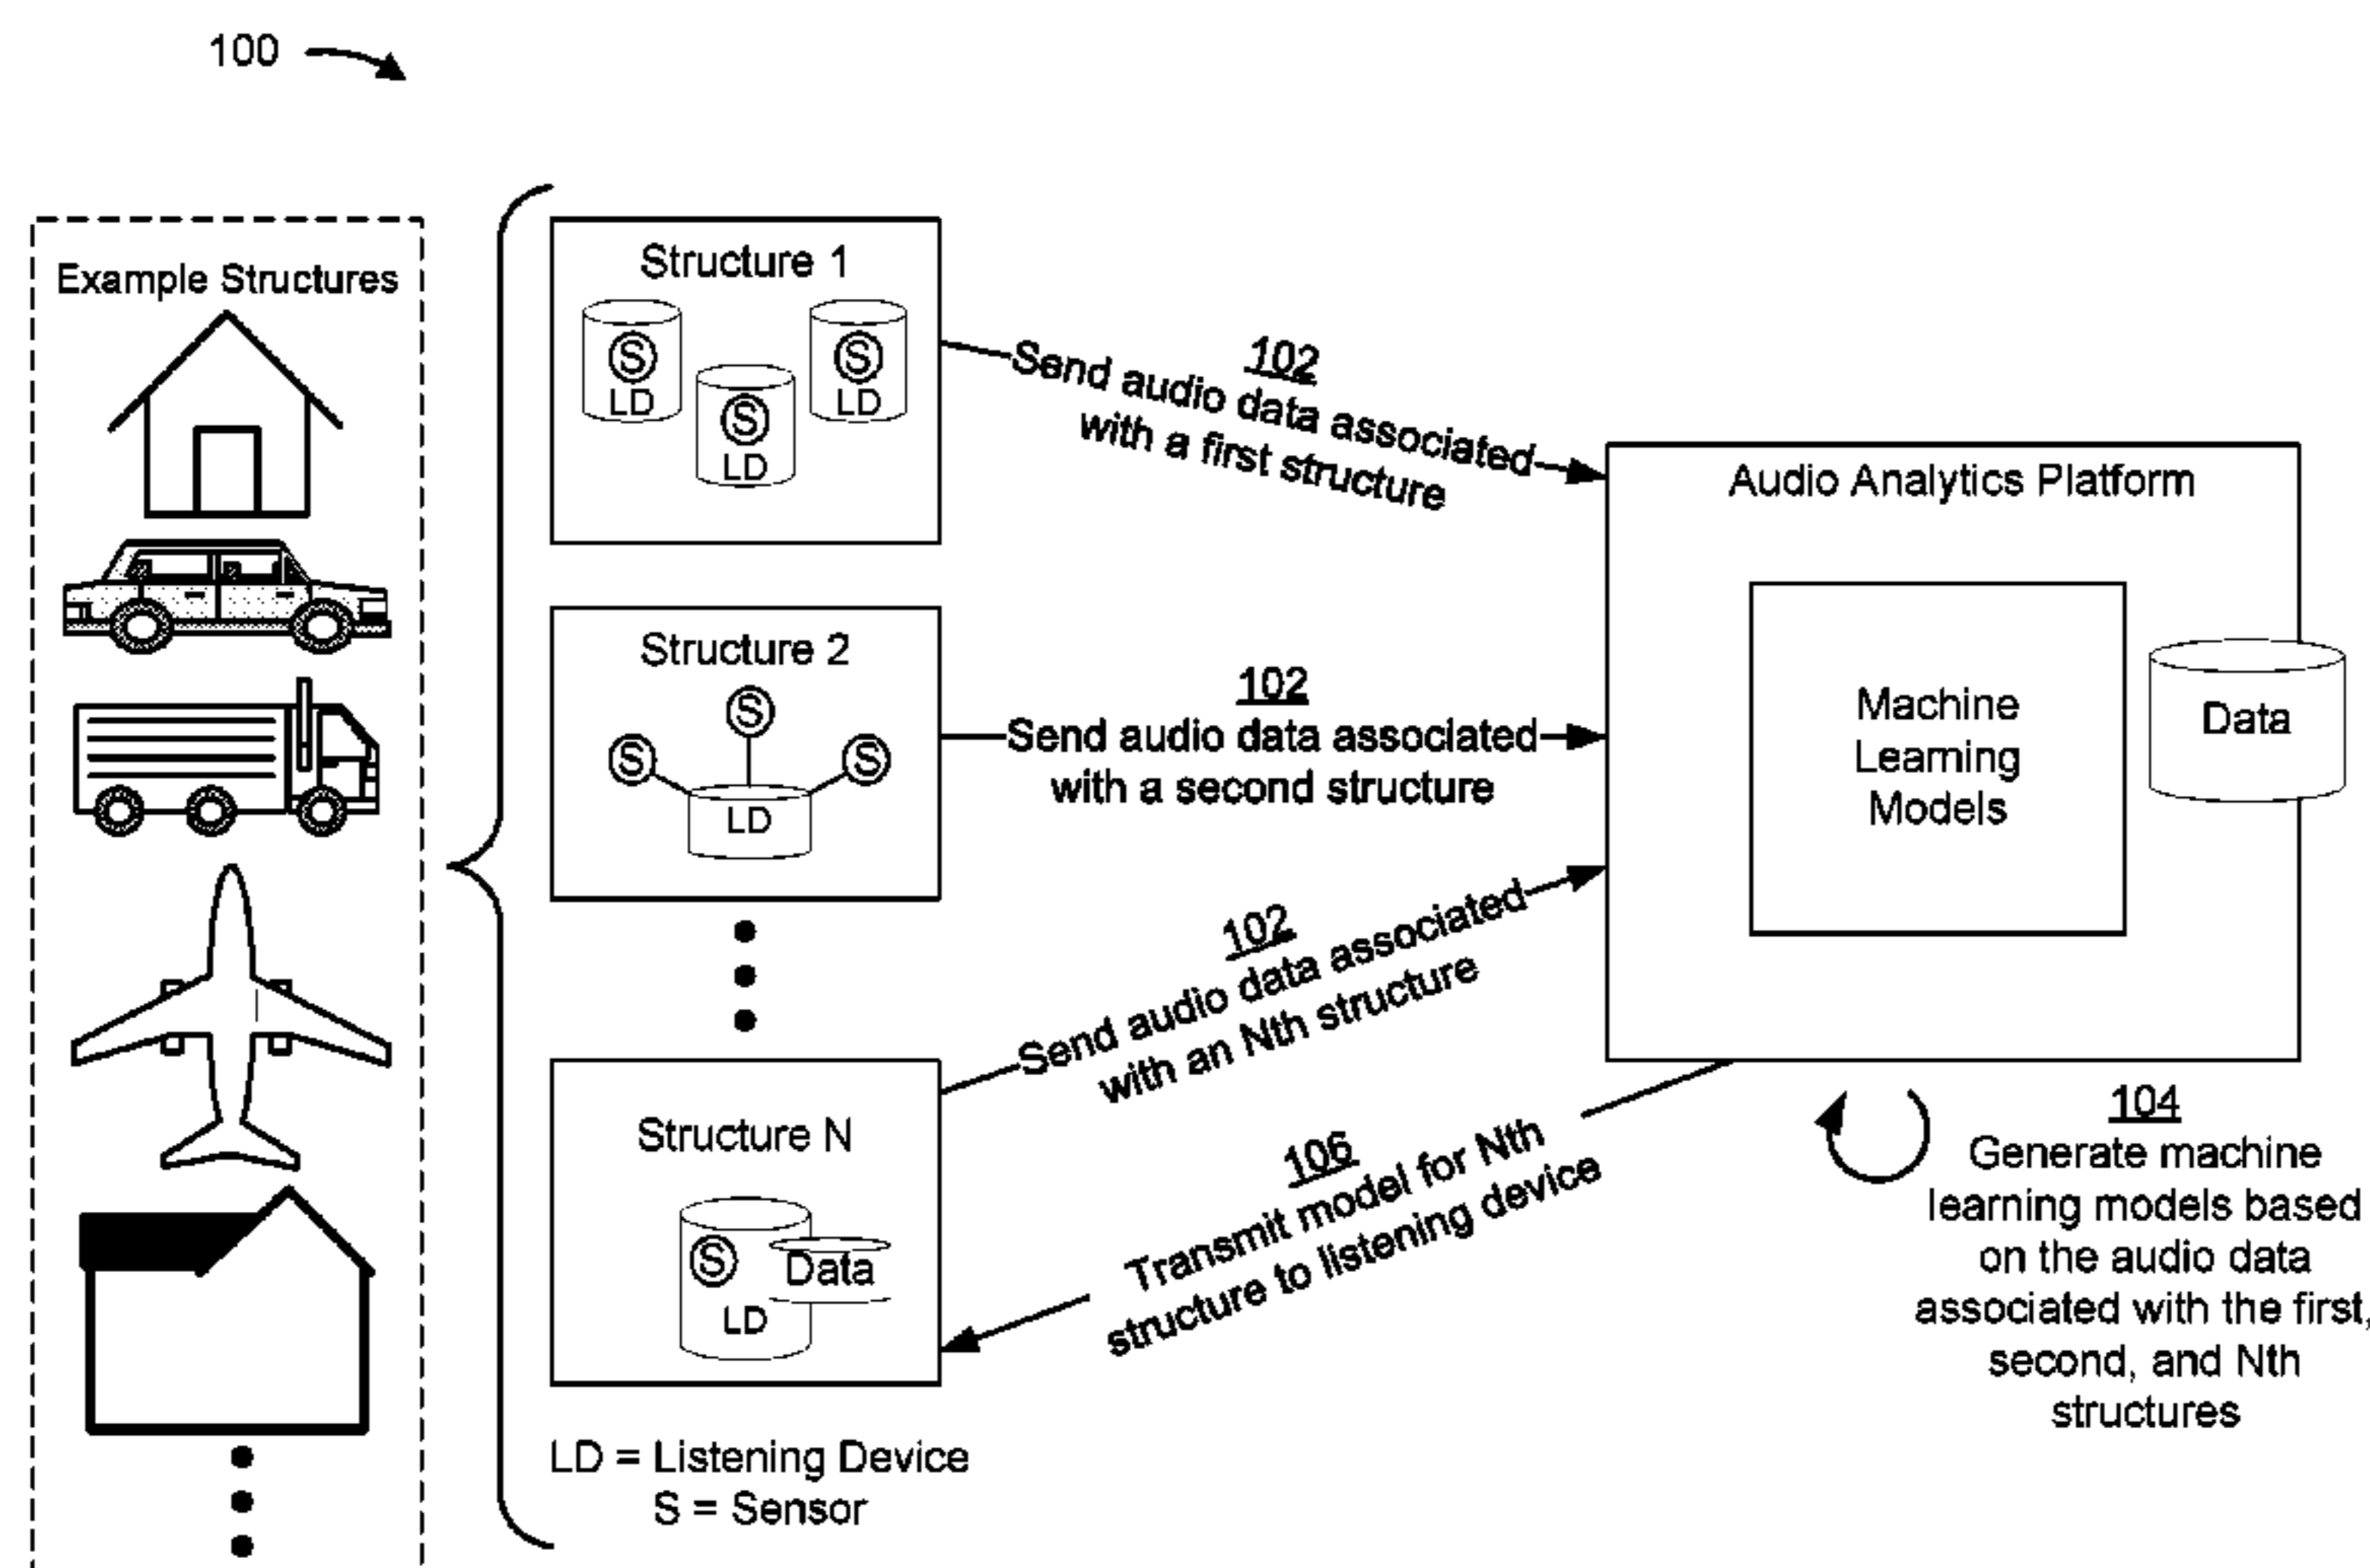 100
Example Structures
Structure 1
S
LD
S
LD
S
LD
102
Send audio data associated
with a first structure
Structure 2
S
S
S
LD
102
Send audio data associated
with a second structure
Structure N
S
Data
LD
102
Send audio data associated
with an Nth structure
106
Transmit model for Nth
structure to listening device
LD = Listening Device
S = Sensor
Audio Analytics Platform
Machine
Learning
Models
Data
104
Generate machine
learning models based
on the audio data
associated with the first,
second, and Nth
structures